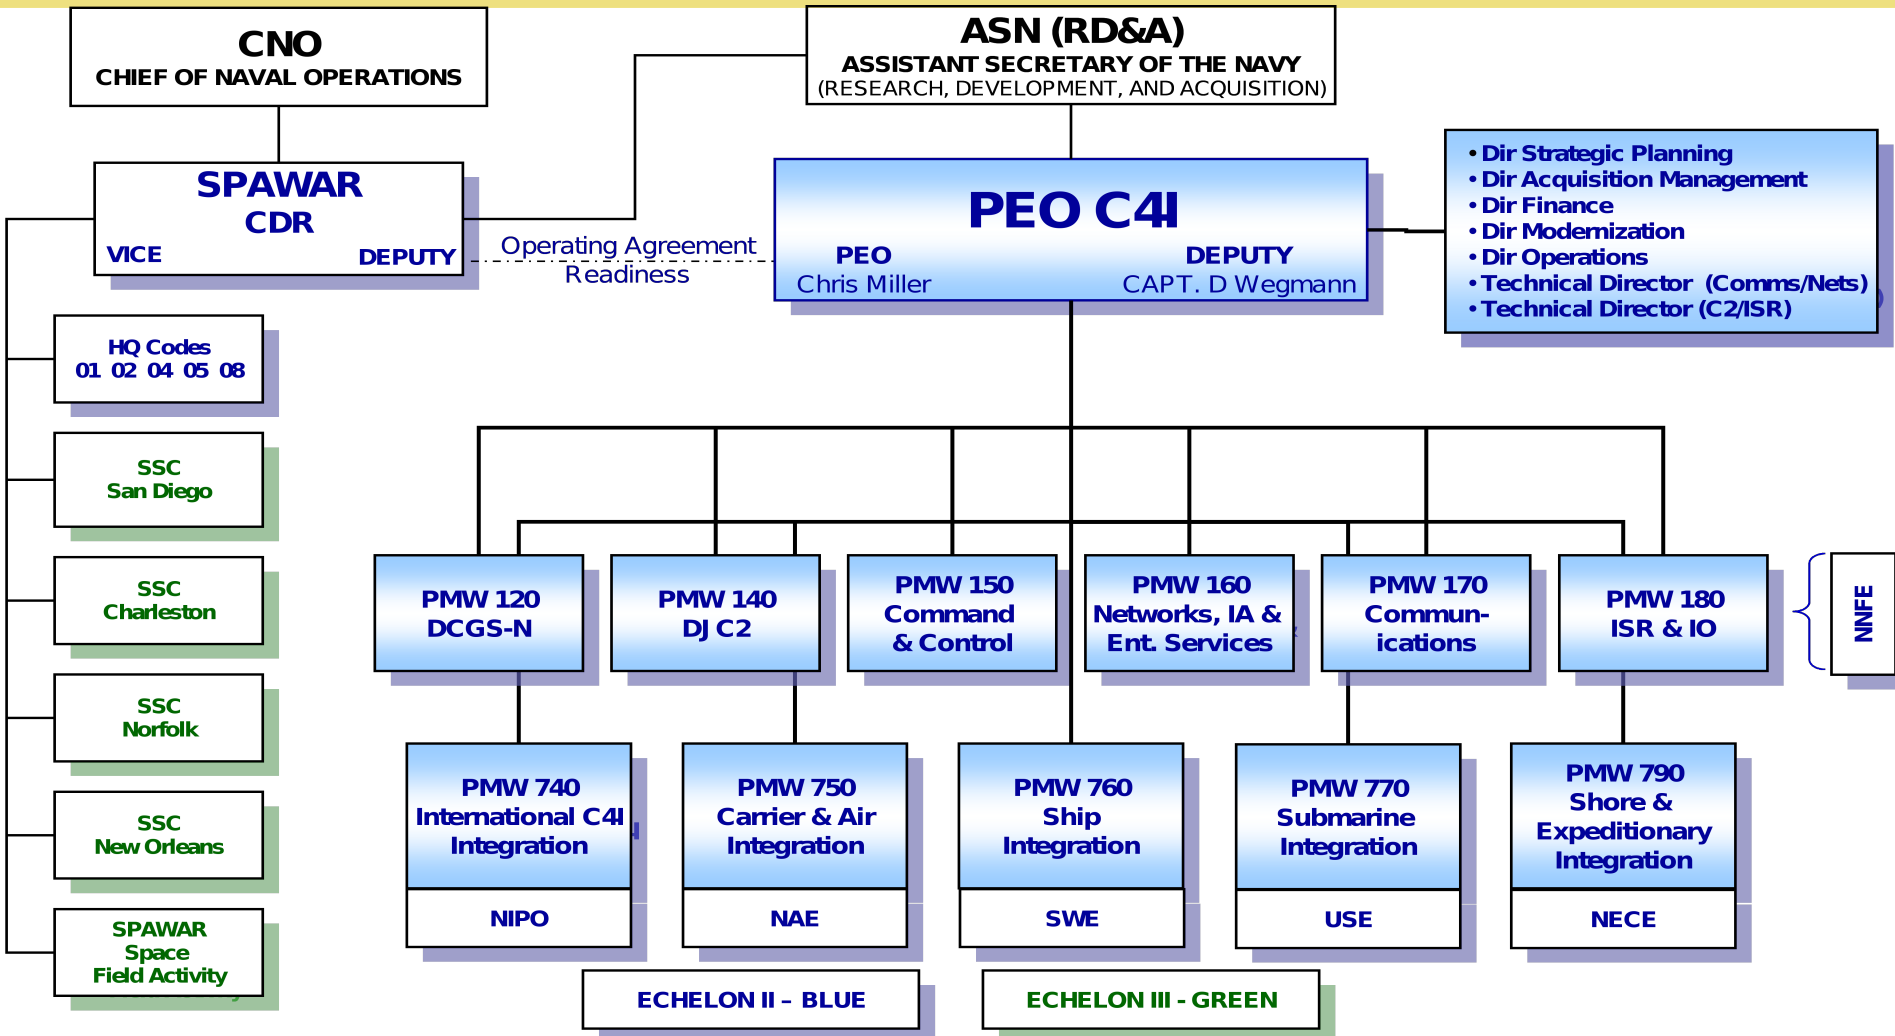 CNO
CHIEF OF NAVAL OPERATIONS
ASN (RD&A)
ASSISTANT SECRETARY OF THE NAVY
(RESEARCH, DEVELOPMENT, AND ACQUISITION)
SPAWAR
CDR
VICE DEPUTY
Operating Agreement
Readiness
PEO C4I
PEO DEPUTY
Chris Miller CAPT. D Wegmann
• Dir Strategic Planning
• Dir Acquisition Management
• Dir Finance
• Dir Modernization
• Dir Operations
• Technical Director (Comms/Nets)
• Technical Director (C2/ISR)
HQ Codes
01 02 04 05 08
SSC
San Diego
SSC
Charleston
SSC
Norfolk
SSC
New Orleans
SPAWAR
Space
Field Activity
PMW 120
DCGS-N
PMW 140
DJC2
PMW 150
Command
& Control
PMW 160
Networks, IA &
Ent. Services
PMW 170
Commun-
ications
PMW 180
ISR & IO
NNFE
PMW 740
International C4I
Integration
NIPO
PMW 750
Carrier & Air
Integration
NAE
PMW 760
Ship
Integration
SWE
PMW 770
Submarine
Integration
USE
PMW 790
Shore &
Expeditionary
Integration
NECE
ECHELON II – BLUE
ECHELON III - GREEN